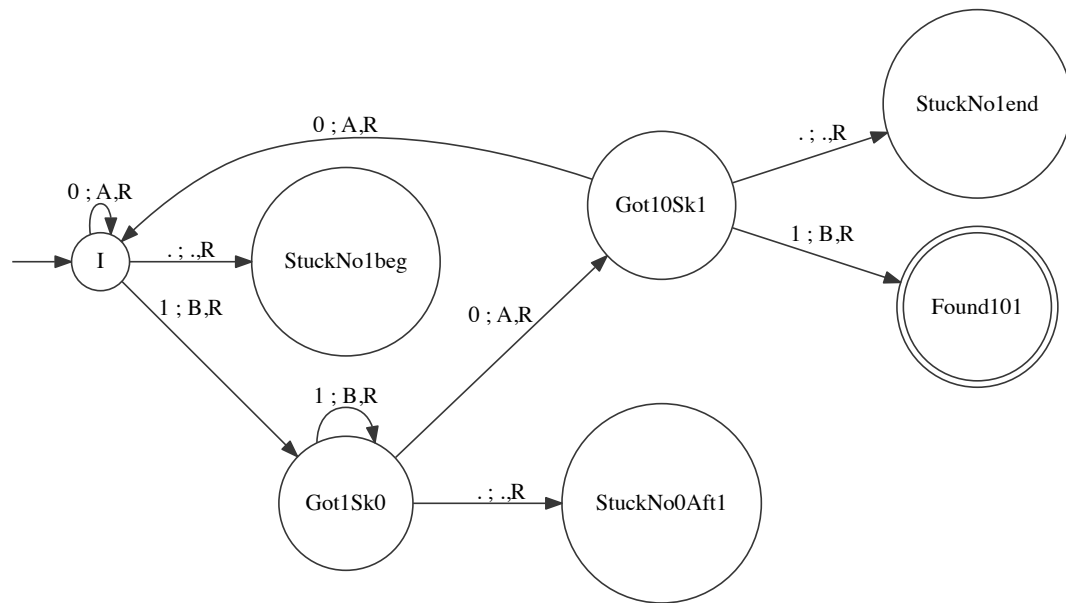 StuckNo1end
. ; .,R
0 ; A,R
Got10Sk1
0 ; A,R
1 ; B,R
. ; .,R
I
StuckNo1beg
1 ; B,R
0 ; A,R
Found101
1 ; B,R
Got1Sk0
. ; .,R
StuckNo0Aft1